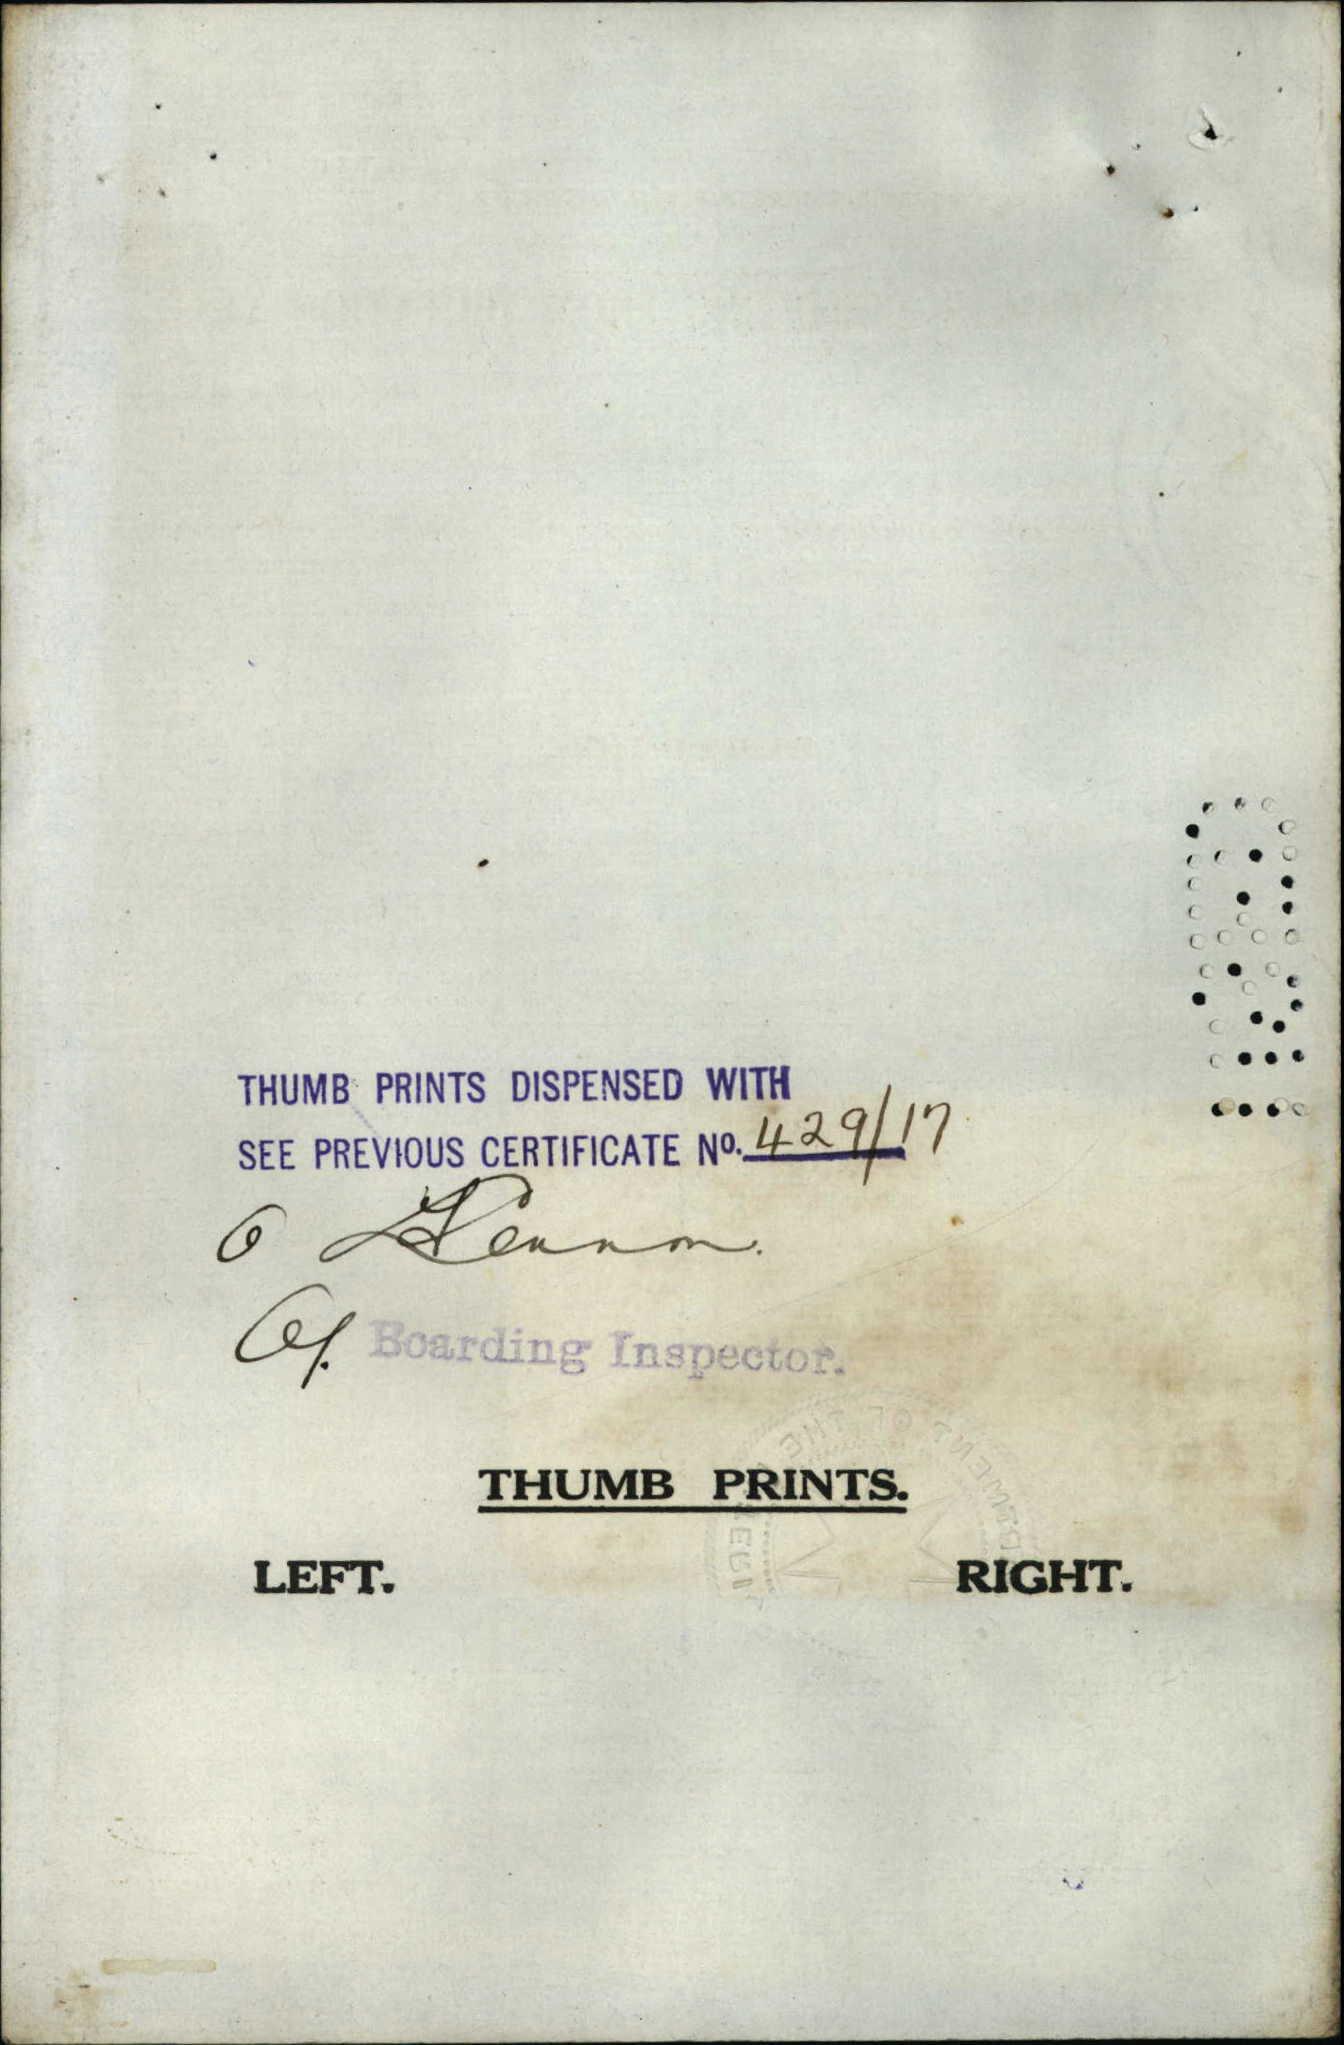 THUMB PRINTS DISPENSED WITH
SEE PREVIOUS CERTIFICATE No. 429/17
Boarding Inspector.
THUMB PRINTS.
LEFT. RIGHT.